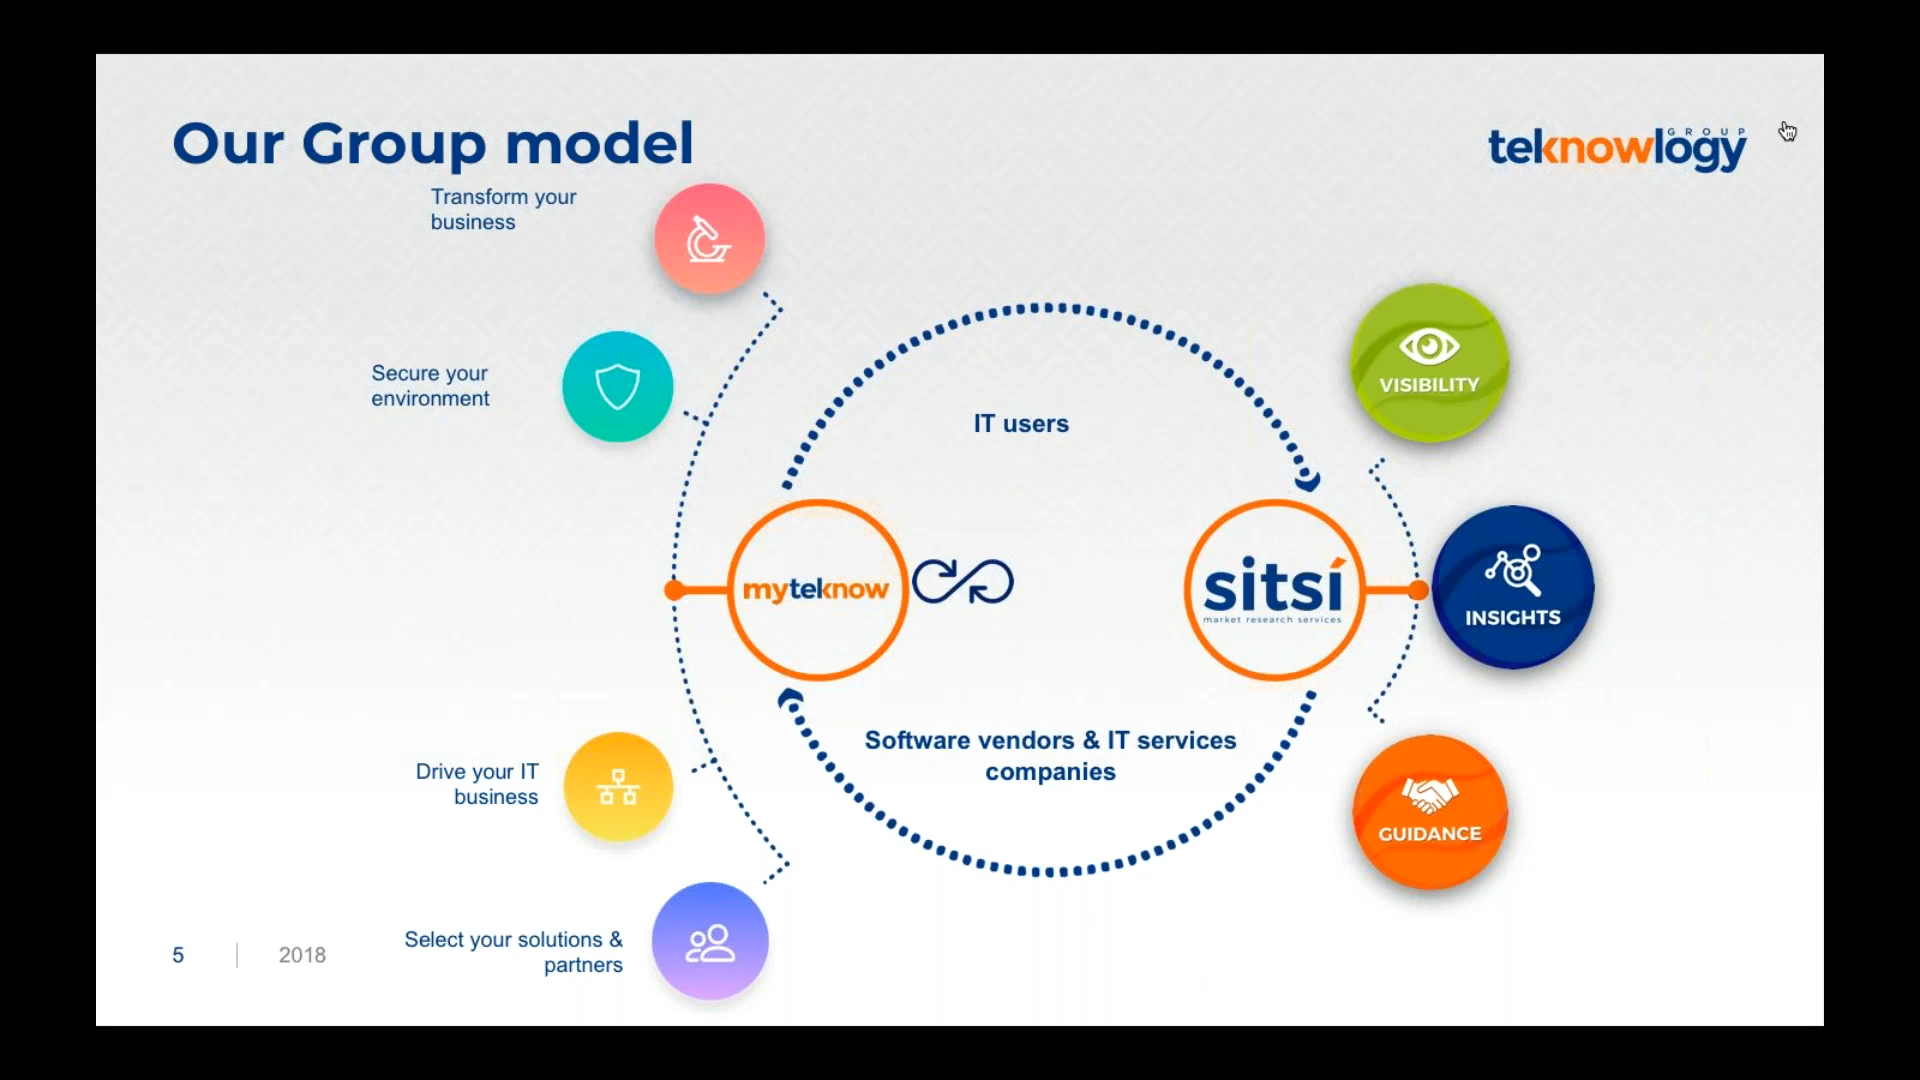 Our Group model
teknowlogy
GROUP
Transform your
business
Secure your
environment
IT users
VISIBILITY
myteknow
sitsí
market research services
INSIGHTS
Software vendors & IT services
companies
Drive your IT
business
GUIDANCE
Select your solutions &
partners
5
2018